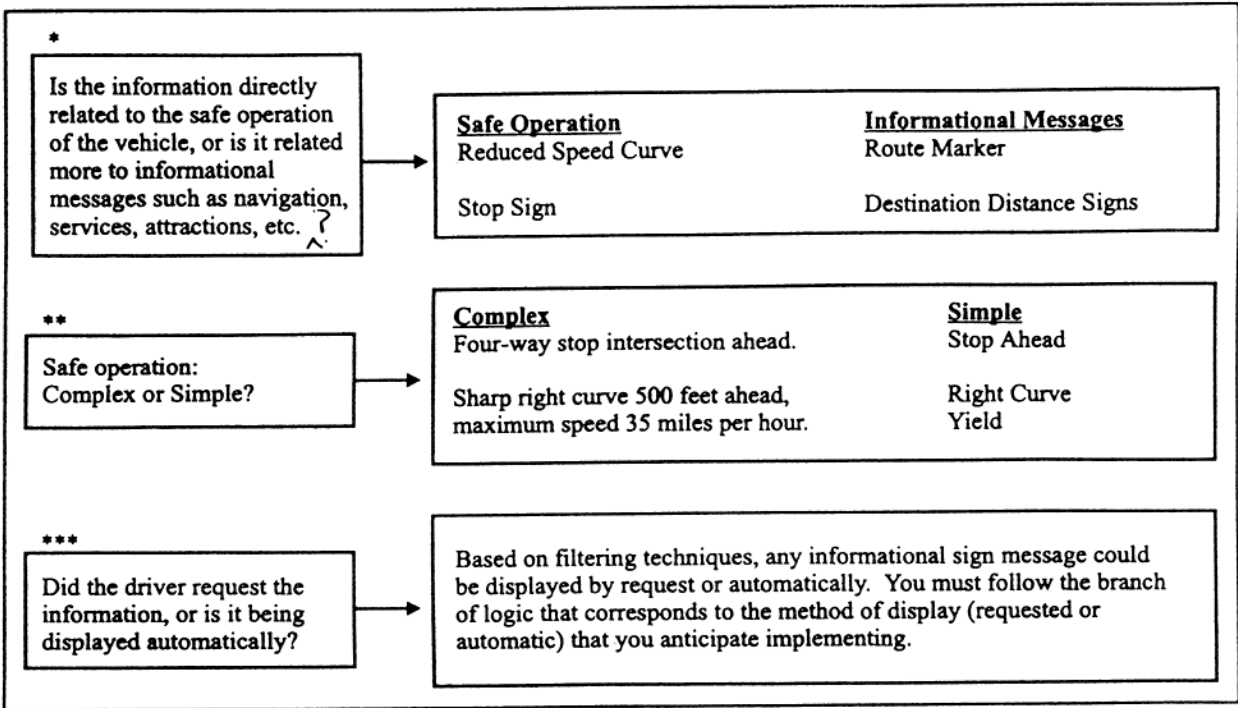 *
Is the information directly
related to the safe operation
of the vehicle, or is it related
more to informational
messages such as navigation,
services, attractions, etc. ?
Safe Operation
Reduced Speed Curve
Stop Sign
Informational Messages
Route Marker
Destination Distance Signs
**
Safe operation:
Complex or Simple?
Complex
Four-way stop intersection ahead.
Sharp right curve 500 feet ahead,
maximum speed 35 miles per hour.
Simple
Stop Ahead
Right Curve
Yield
***
Did the driver request the
information, or is it being
displayed automatically?
Based on filtering techniques, any informational sign message could
be displayed by request or automatically. You must follow the branch
of logic that corresponds to the method of display (requested or
automatic) that you anticipate implementing.